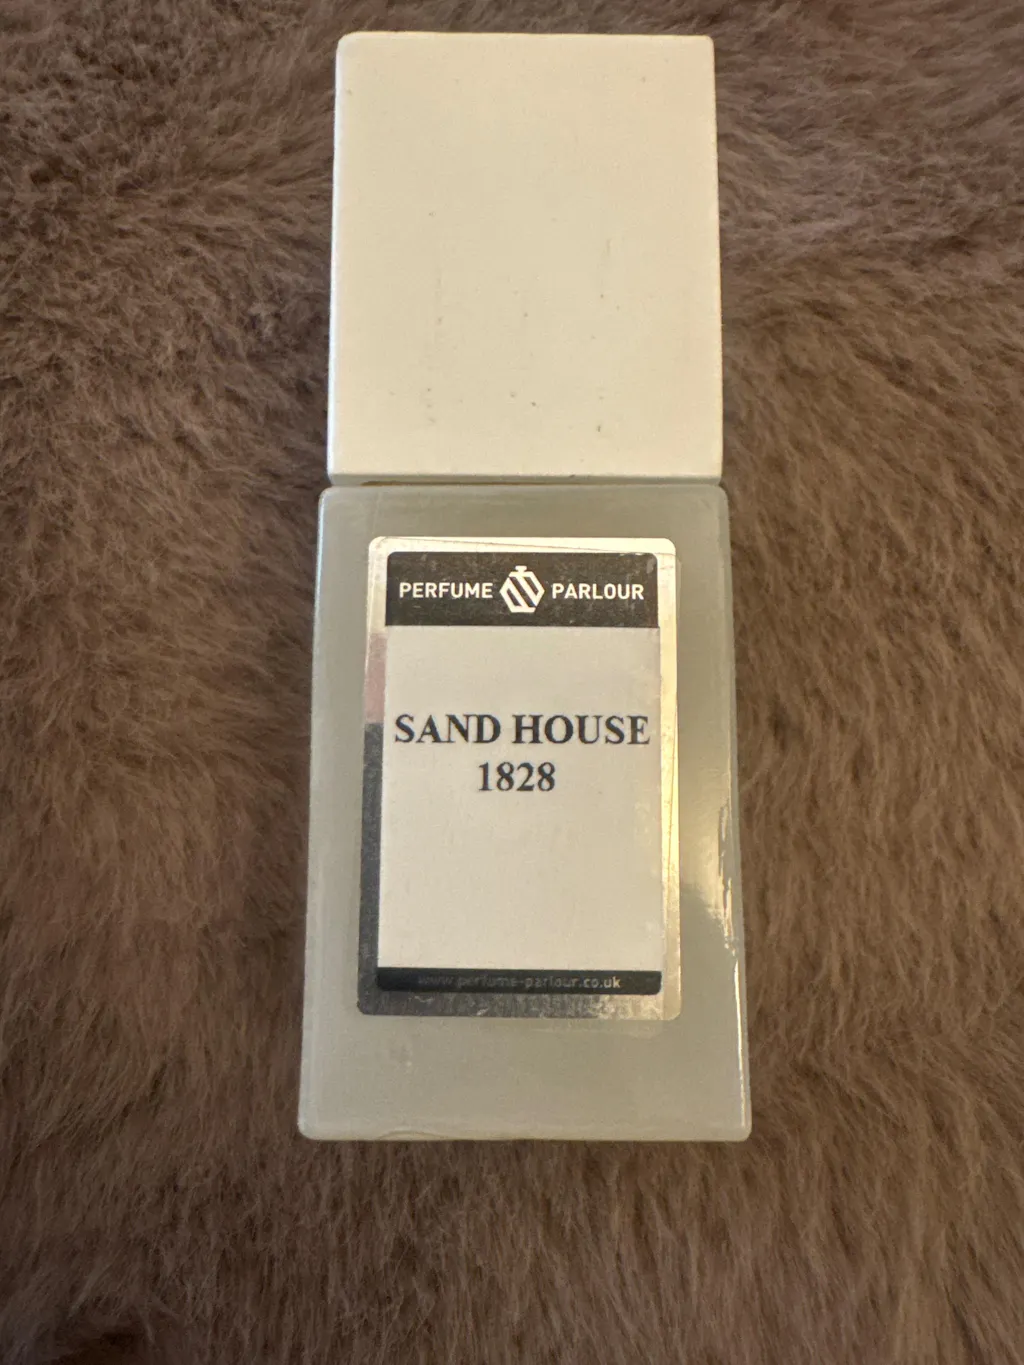 PERFUME PARLOUR
SAND HOUSE
1828
www.perfume-parlour.co.uk